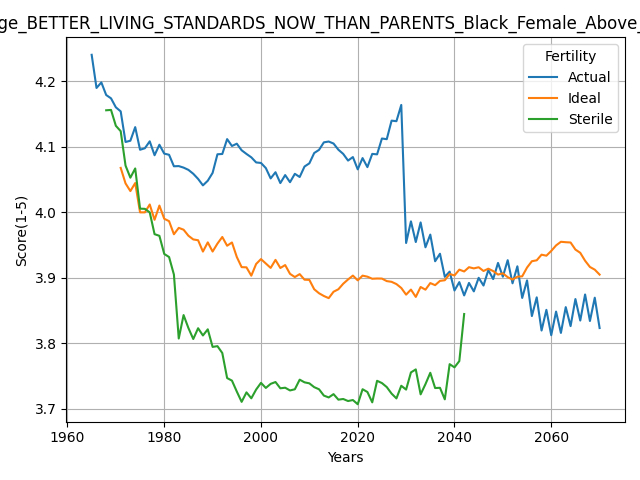 ge_BETTER_LIVING_STANDARDS_NOW_THAN_PARENTS_Black_Female_Above_
Fertility
Actual
Ideal
Sterile
Score(1-5)
4.2
4.1
4.0
3.9
3.8
3.7
1960 1980 2000 2020 2040 2060
Years